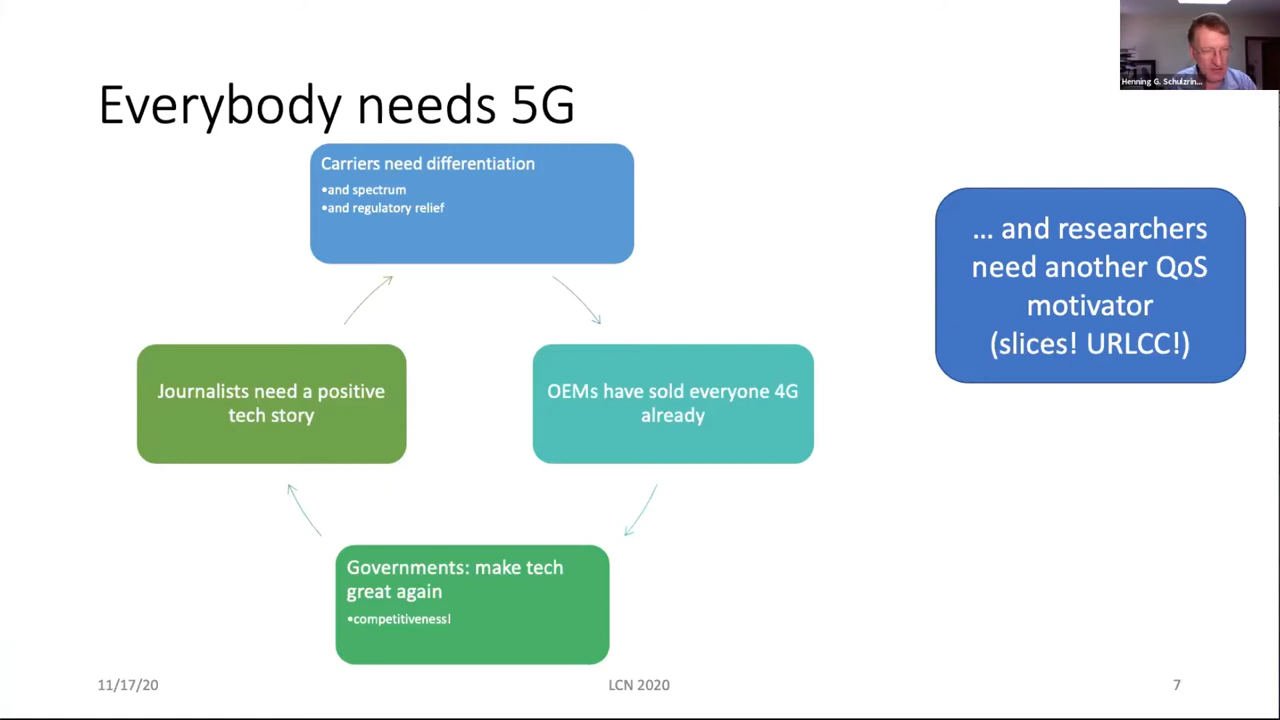 Henning G. Schulzrin...
Everybody needs 5G
Carriers need differentiation
•and spectrum
•and regulatory relief
... and researchers
need another QoS
motivator
(slices! URLCC!)
Journalists need a positive
tech story
OEMs have sold everyone 4G
already
Governments: make tech
great again
•competitiveness!
11/17/20
LCN 2020
7